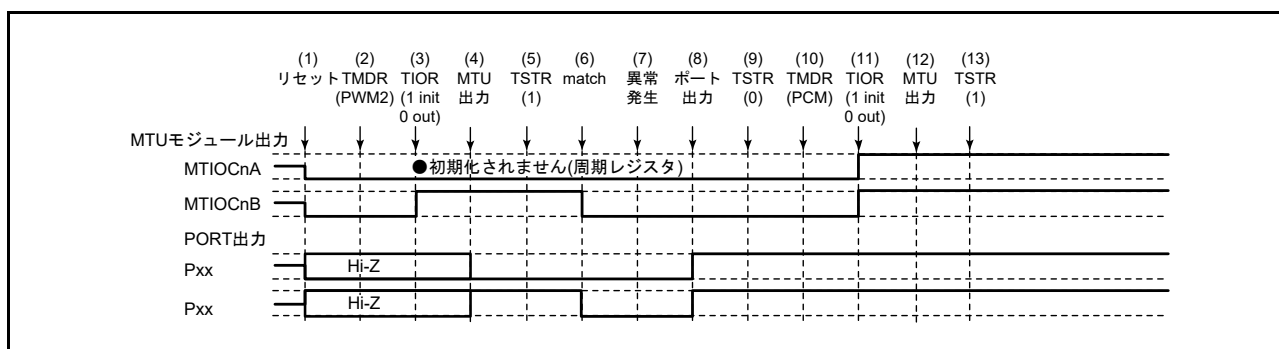 (1) (2) (3) (4) (5) (6) (7) (8) (9) (10) (11) (12) (13)
リセット TMDR TIOR MTU TSTR match 異常 ポート TSTR TMDR TIOR MTU TSTR
(PWM2) (1 init 出力 (1) 発生 出力 (0) (PCM) (1 init 出力 (1)
0 out) 0 out)
MTUモジュール出力
MTIOCnA ●初期化されません(周期レジスタ)
MTIOCnB
PORT出力
Pxx Hi-Z
Pxx Hi-Z